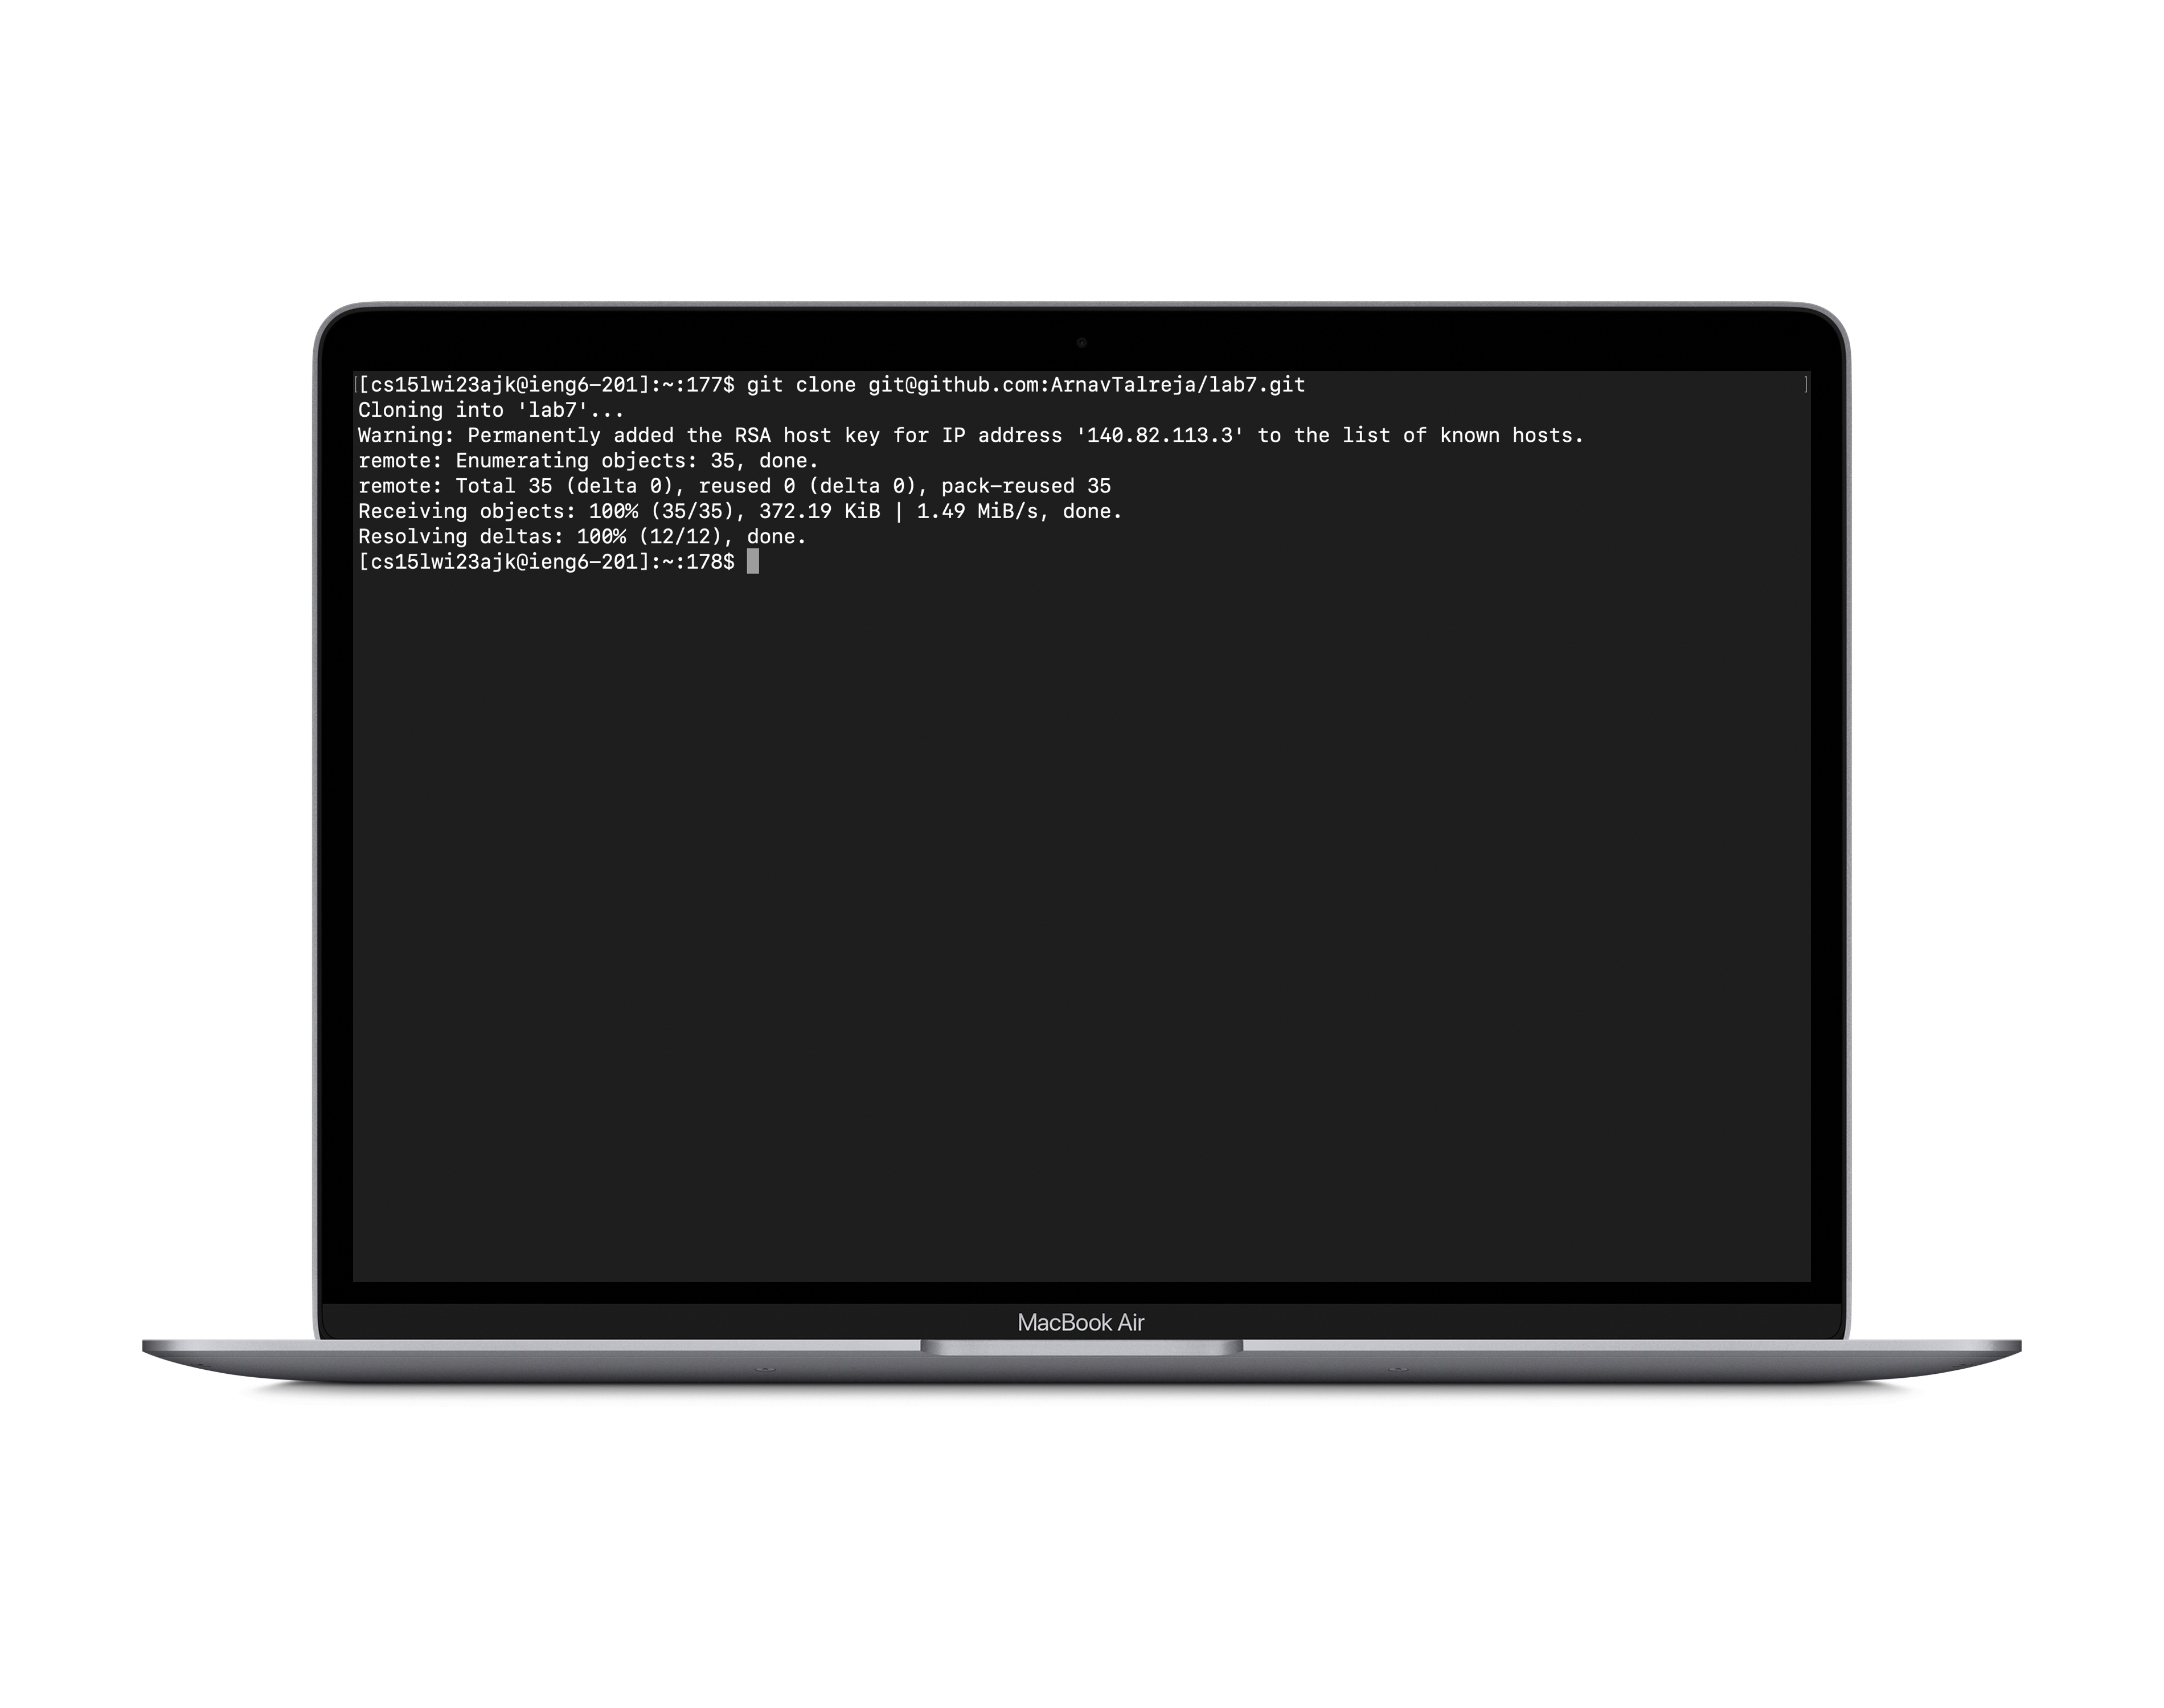 [cs15lwi23ajk@ieng6-201]:~:177$ git clone git@github.com:ArnavTalreja/lab7.git
Cloning into 'lab7'...
Warning: Permanently added the RSA host key for IP address '140.82.113.3' to the list of known hosts.
remote: Enumerating objects: 35, done.
remote: Total 35 (delta 0), reused 0 (delta 0), pack-reused 35
Receiving objects: 100% (35/35), 372.19 KiB | 1.49 MiB/s, done.
Resolving deltas: 100% (12/12), done.
[cs15lwi23ajk@ieng6-201]:~:178$
MacBook Air